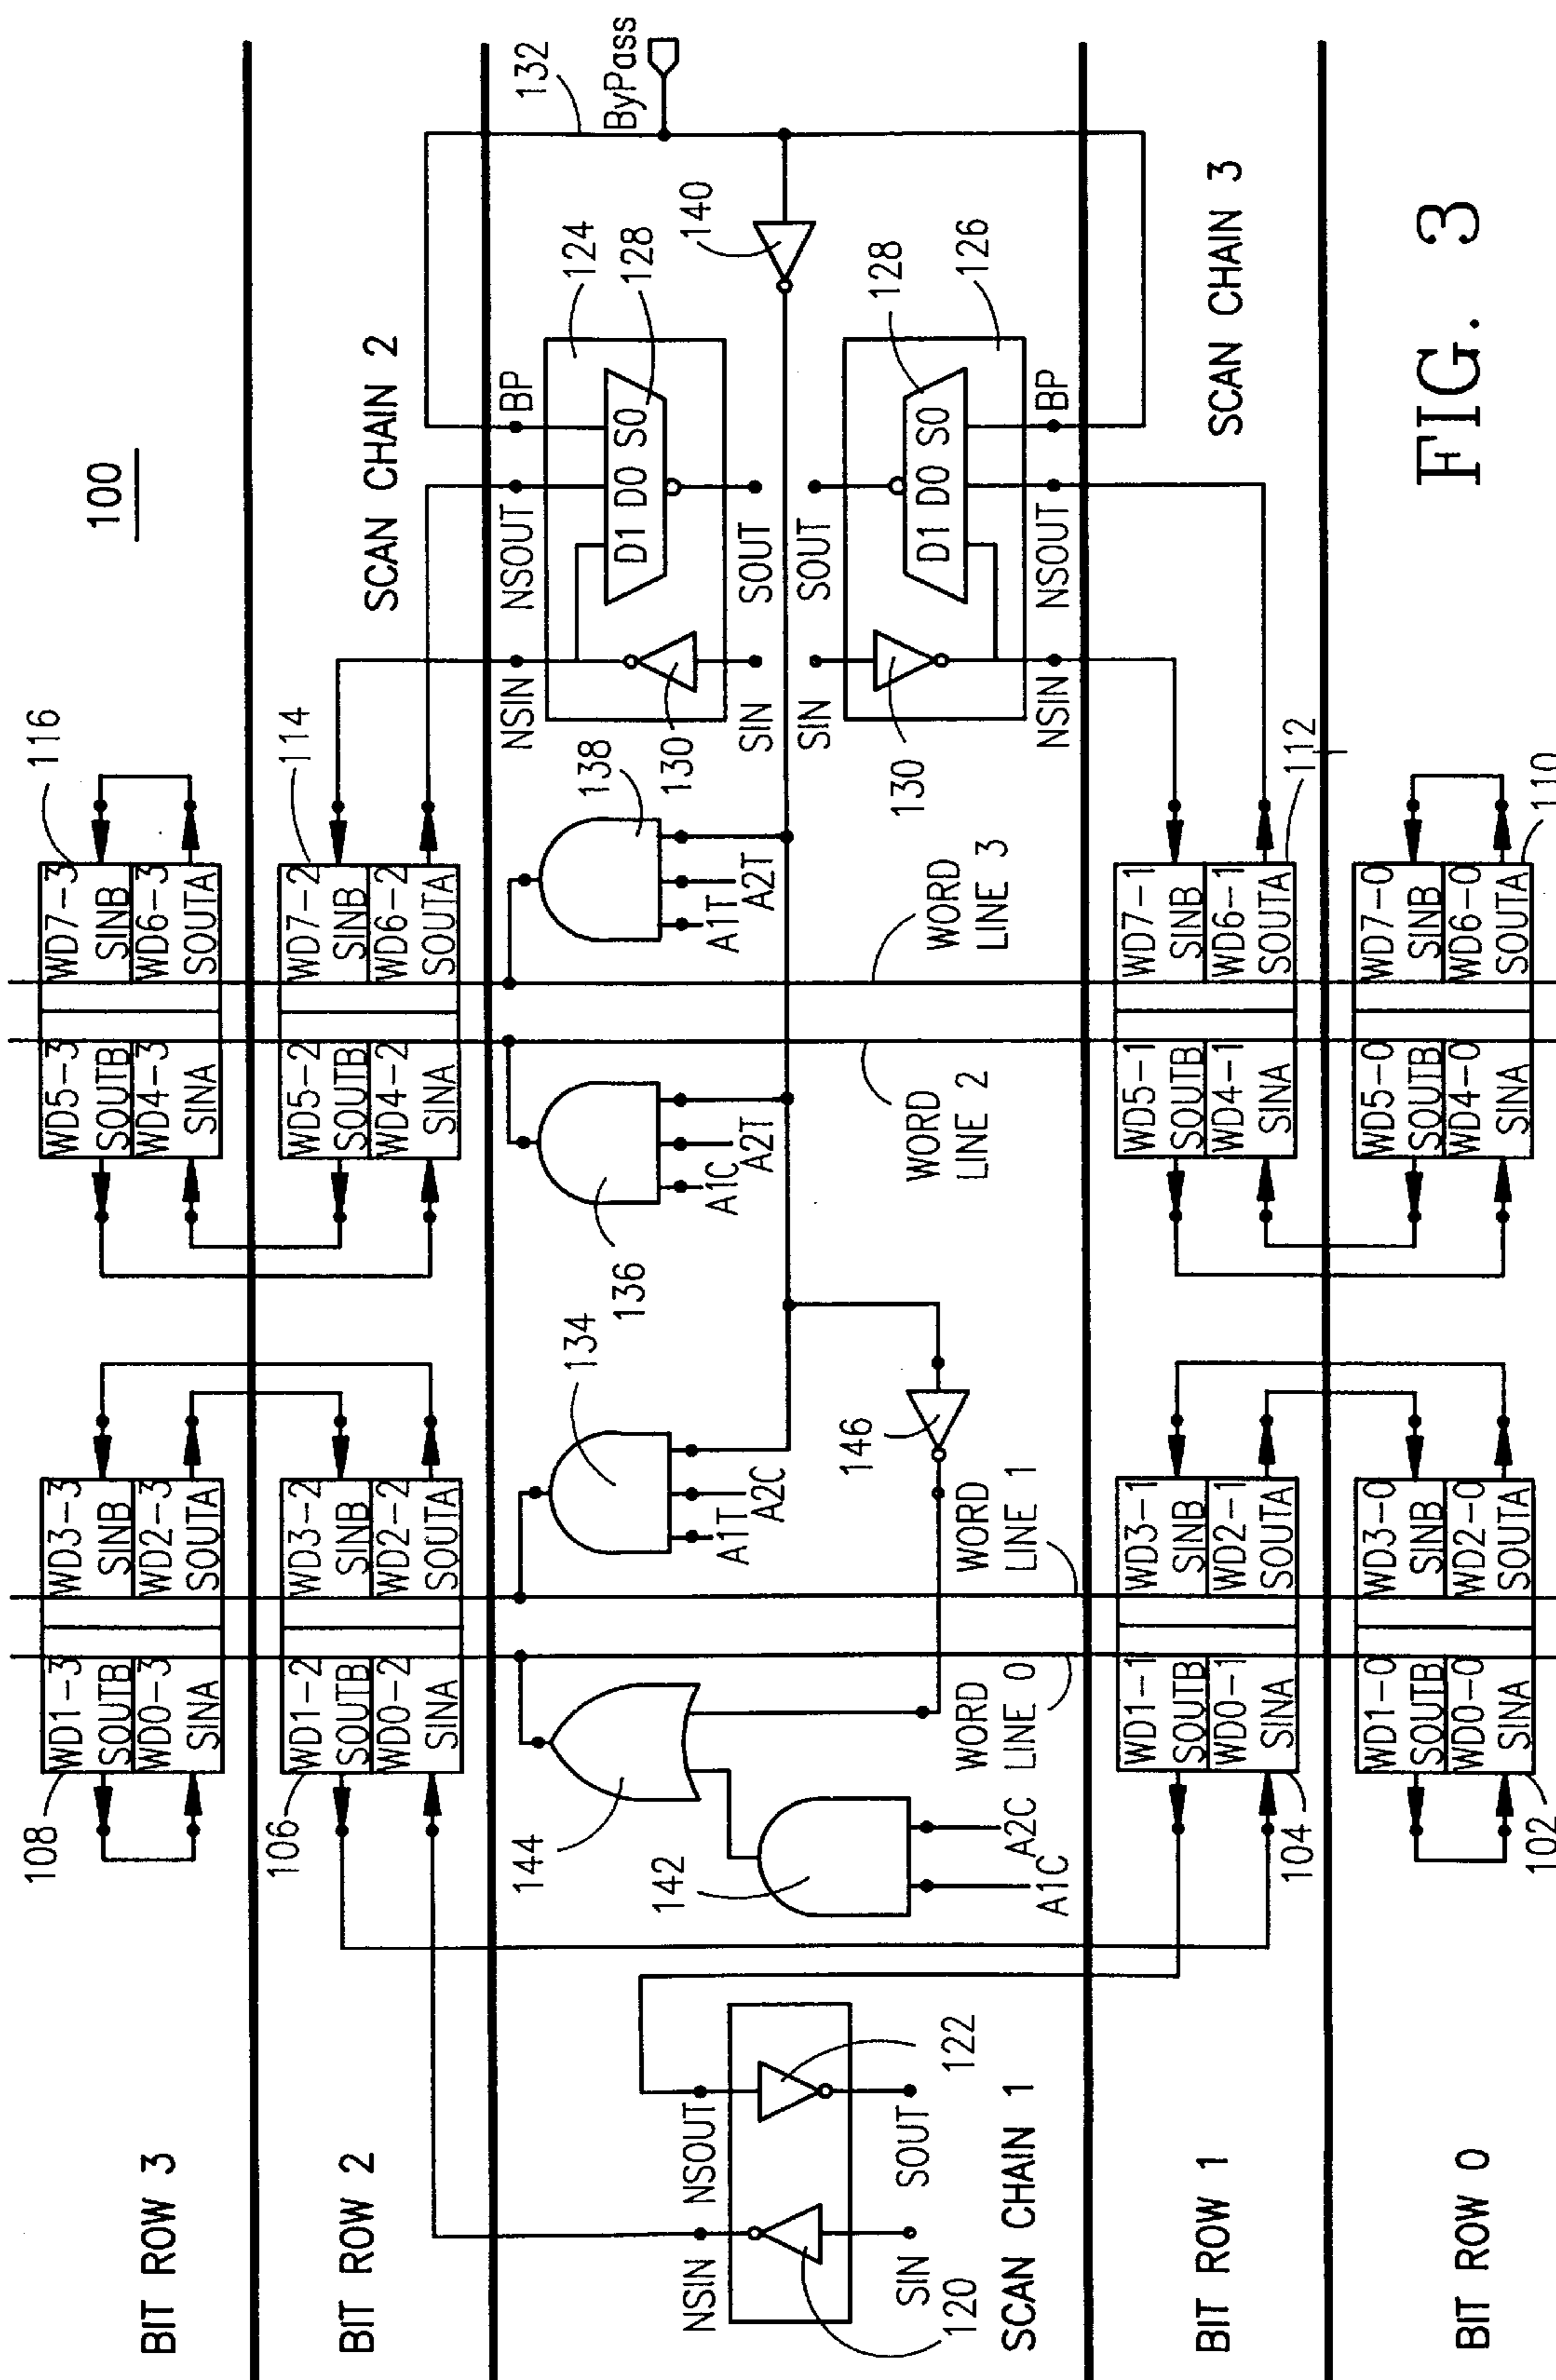 100
BIT ROW 3
108
WD1-3
SOUTB
WD0-3
SINA
WD3-3
SINB
WD2-3
SOUTA
WD5-3
SOUTB
WD4-3
SINA
WD7-3
SINB
WD6-3
SOUTA
116
BIT ROW 2
106
WD1-2
SOUTB
WD0-2
SINA
WD3-2
SINB
WD2-2
SOUTA
WD5-2
SOUTB
WD4-2
SINA
WD7-2
SINB
WD6-2
SOUTA
114
SCAN CHAIN 2
132
ByPass
NSIN
NSOUT
BP
124
D1 D0 S0
128
130
SIN
SOUT
140
144
142
A1C
A2C
134
A1T
A2C
136
A1C
A2T
138
A1T
A2T
146
NSIN
NSOUT
122
SIN
SOUT
120
SCAN CHAIN 1
WORD
LINE 0
WORD
LINE 1
WORD
LINE 2
WORD
LINE 3
SIN
SOUT
D1 D0 S0
128
126
130
NSIN
NSOUT
BP
SCAN CHAIN 3
BIT ROW 1
WD1-1
SOUTB
WD0-1
SINA
104
WD3-1
SINB
WD2-1
SOUTA
WD5-1
SOUTB
WD4-1
SINA
WD7-1
SINB
WD6-1
SOUTA
112
BIT ROW 0
WD1-0
SOUTB
WD0-0
SINA
102
WD3-0
SINB
WD2-0
SOUTA
WD5-0
SOUTB
WD4-0
SINA
WD7-0
SINB
WD6-0
SOUTA
110
FIG. 3